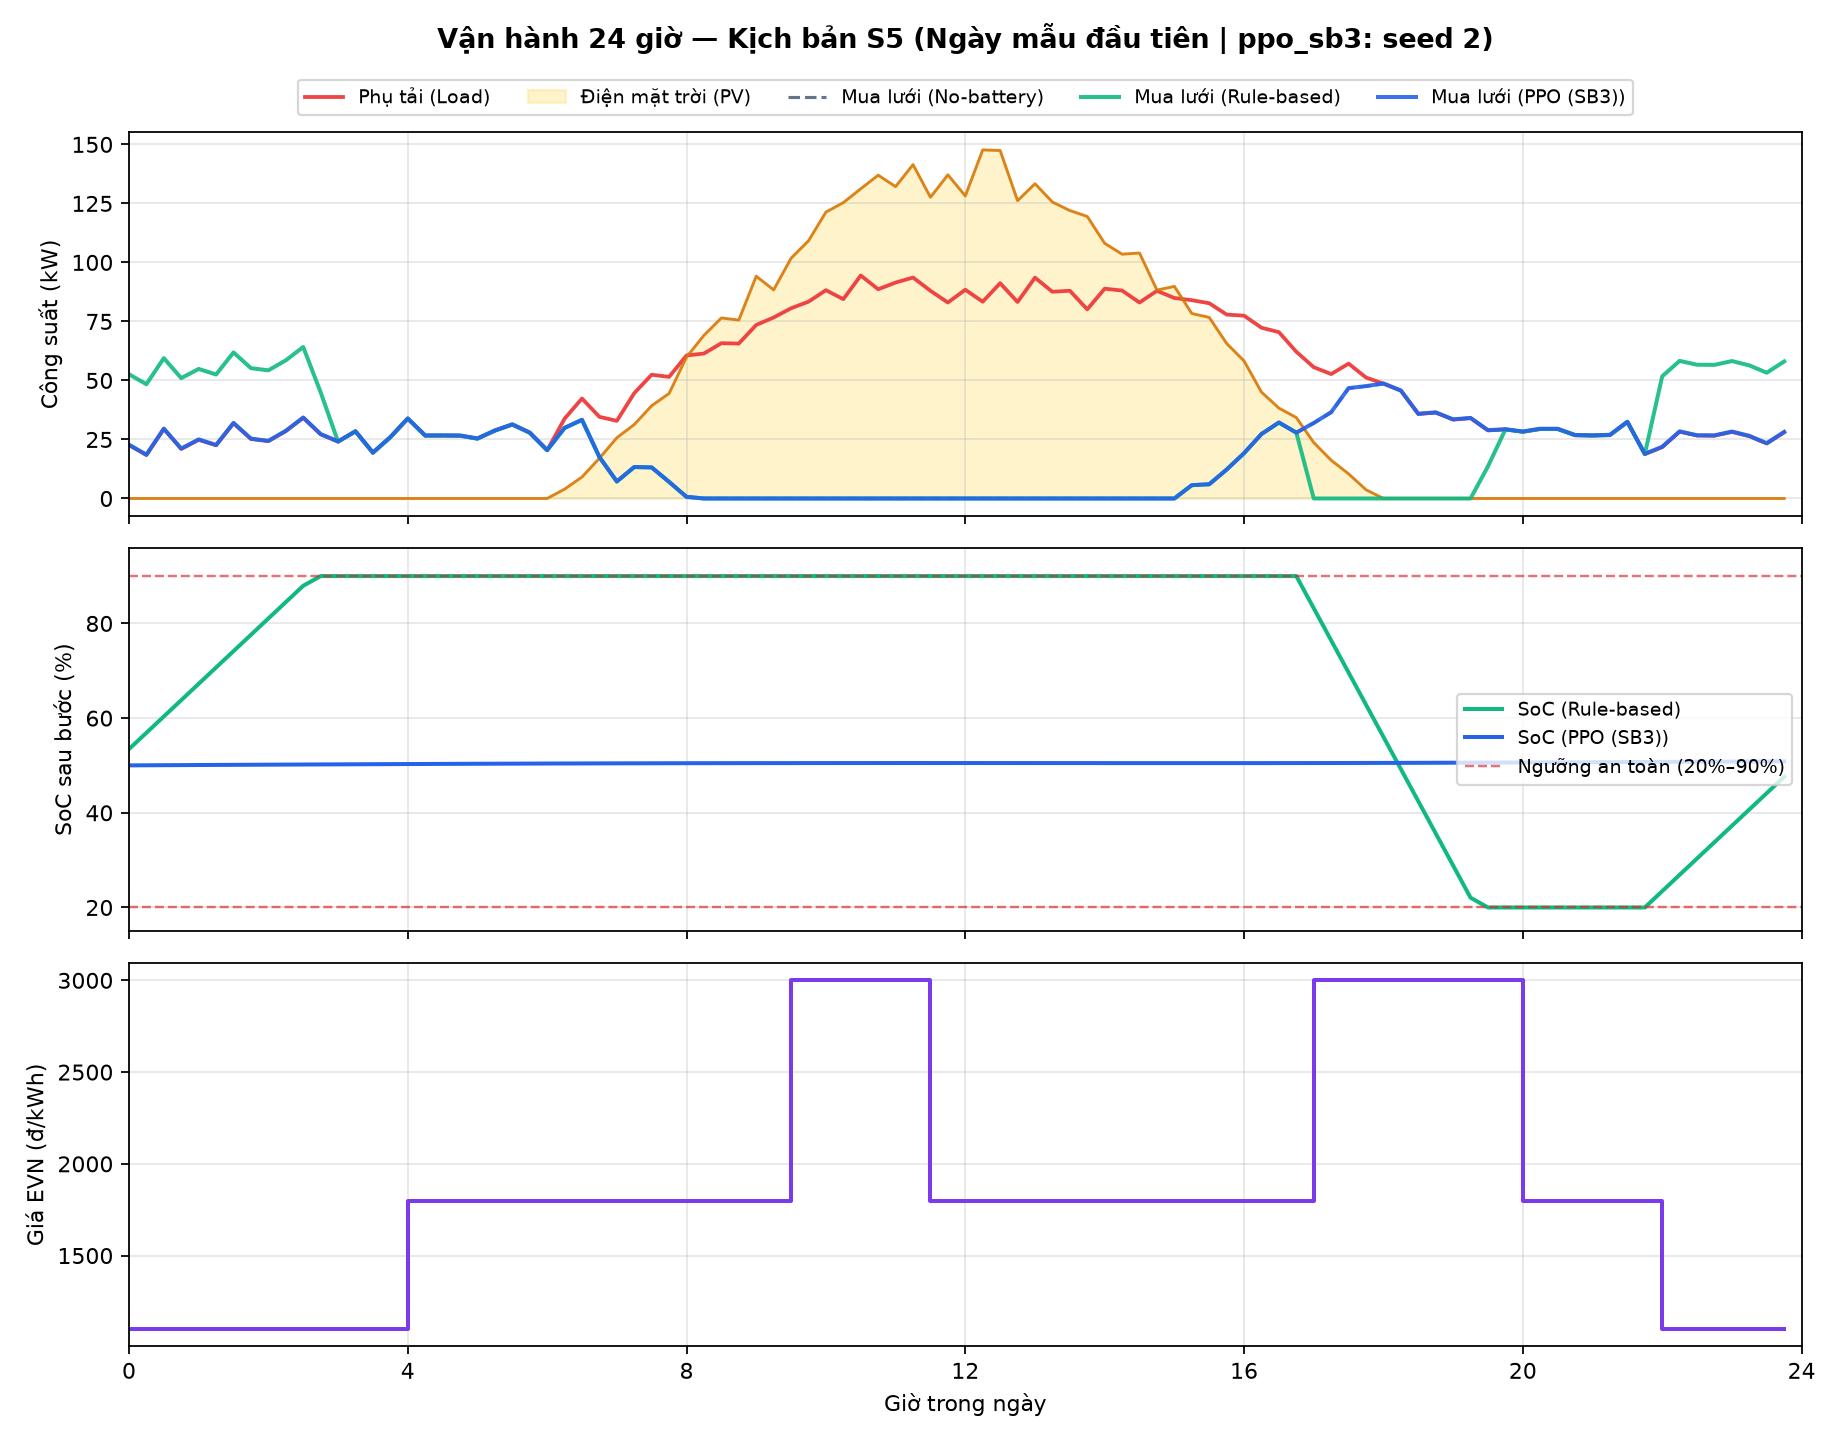 Vận hành 24 giờ — Kịch bản S5 (Ngày mẫu đầu tiên | ppo_sb3: seed 2)
Phụ tải (Load) Điện mặt trời (PV) Mua lưới (No-battery) Mua lưới (Rule-based) Mua lưới (PPO (SB3))
Công suất (kW)
150
125
100
75
50
25
0
SoC sau bước (%)
80
60
40
20
SoC (Rule-based)
SoC (PPO (SB3))
Ngưỡng an toàn (20%–90%)
Giá EVN (đ/kWh)
3000
2500
2000
1500
0 4 8 12 16 20 24
Giờ trong ngày